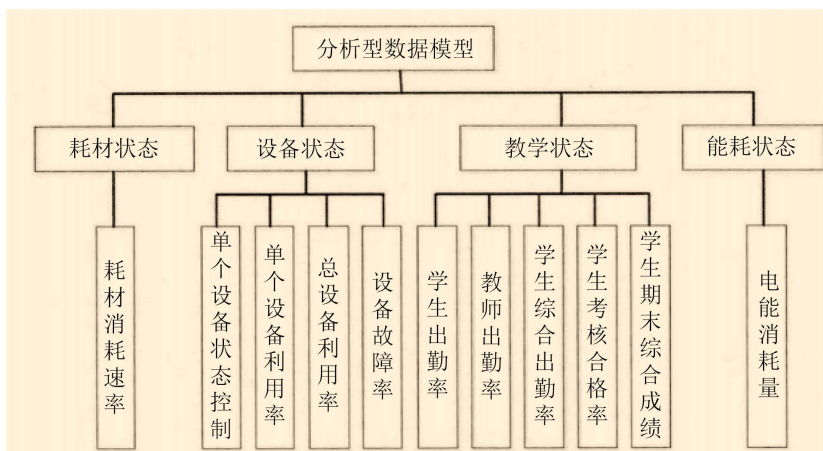 分析型数据模型
耗材状态
设备状态
教学状态
能耗状态
耗材消耗速率
单个设备状态控制
单个设备利用率
总设备利用率
设备故障率
学生出勤率
教师出勤率
学生综合出勤率
学生考核合格率
学生期末综合成绩
电能消耗量